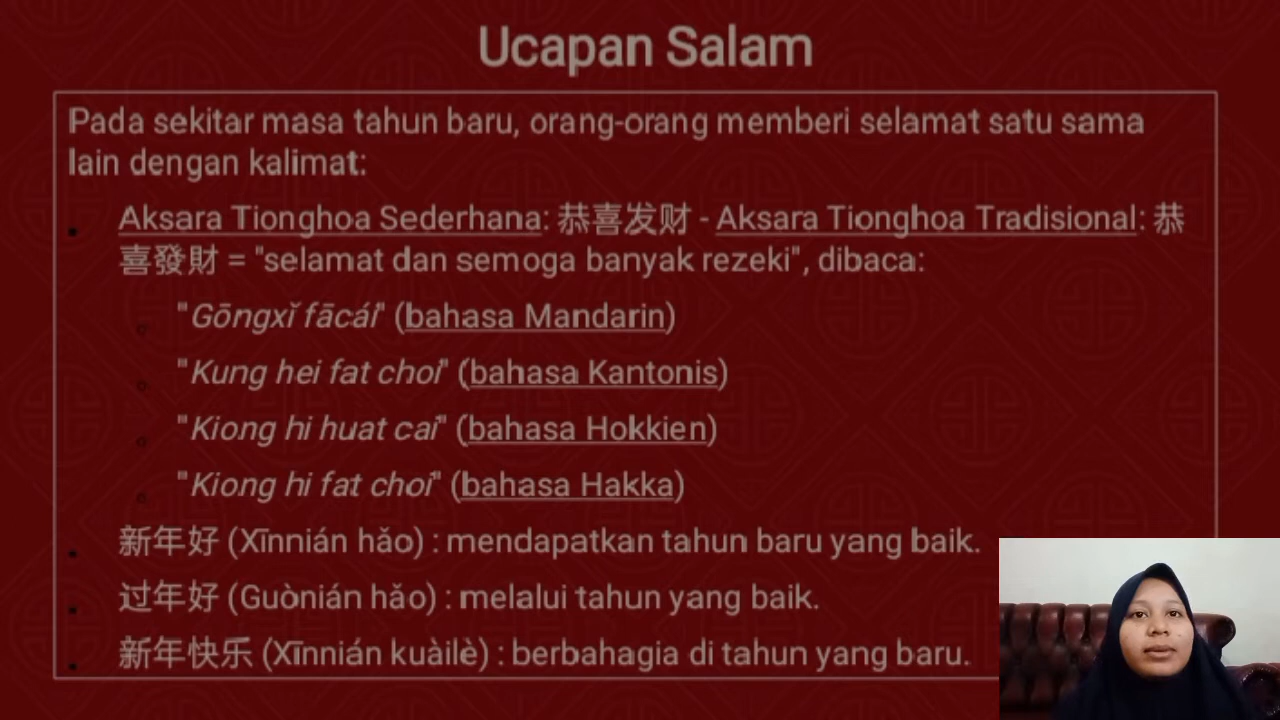 Ucapan Salam
Pada sekitar masa tahun baru, orang-orang memberi selamat satu sama
lain dengan kalimat:
Aksara Tionghoa Sederhana: 恭喜发财 - Aksara Tionghoa Tradisional: 恭
喜發財 = "selamat dan semoga banyak rezeki", dibaca:
"Gōngxǐ fācái" (bahasa Mandarin)
"Kung hei fat choi" (bahasa Kantonis)
"Kiong hi huat cai" (bahasa Hokkien)
"Kiong hi fat choi" (bahasa Hakka)
新年好 (Xīnnián hǎo) : mendapatkan tahun baru yang baik.
过年好 (Guònián hǎo) : melalui tahun yang baik.
新年快乐 (Xīnnián kuàilè) : berbahagia di tahun yang baru.